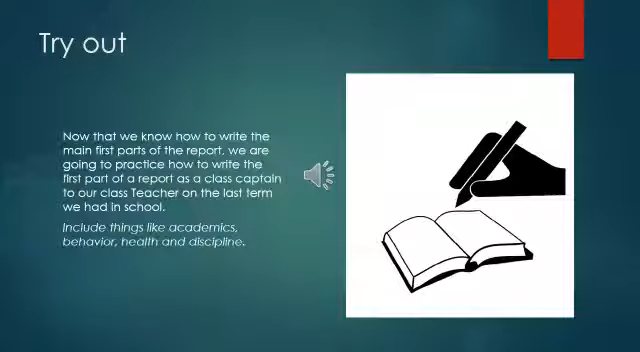 Try out
Now that we know how to write the
main first parts of the report, we are
going to practice how to write the
first part of a report as a class captain
to our class Teacher on the last term
we had in school.
Include things like academics,
behavior, health and discipline.